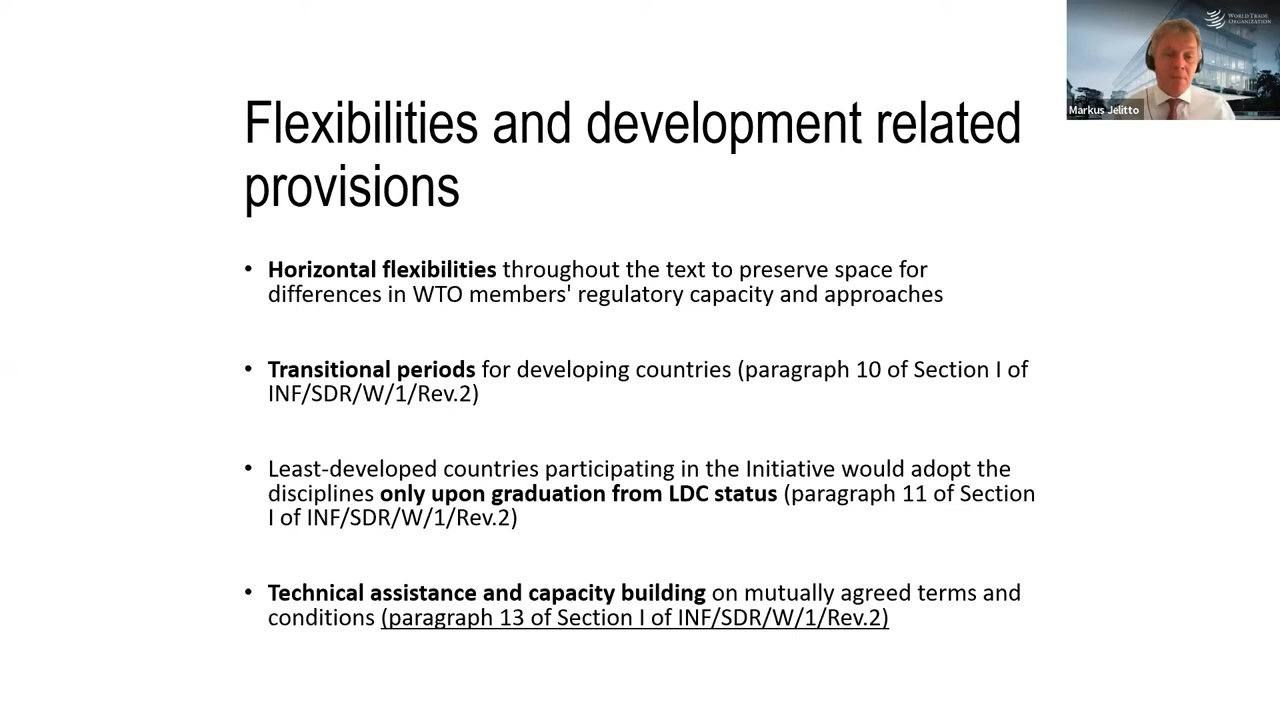 WORLD TRADE
ORGANIZATION
Markus Jelitto
Flexibilities and development related
provisions
• Horizontal flexibilities throughout the text to preserve space for
differences in WTO members' regulatory capacity and approaches
• Transitional periods for developing countries (paragraph 10 of Section I of
INF/SDR/W/1/Rev.2)
• Least-developed countries participating in the Initiative would adopt the
disciplines only upon graduation from LDC status (paragraph 11 of Section
I of INF/SDR/W/1/Rev.2)
• Technical assistance and capacity building on mutually agreed terms and
conditions (paragraph 13 of Section I of INF/SDR/W/1/Rev.2)